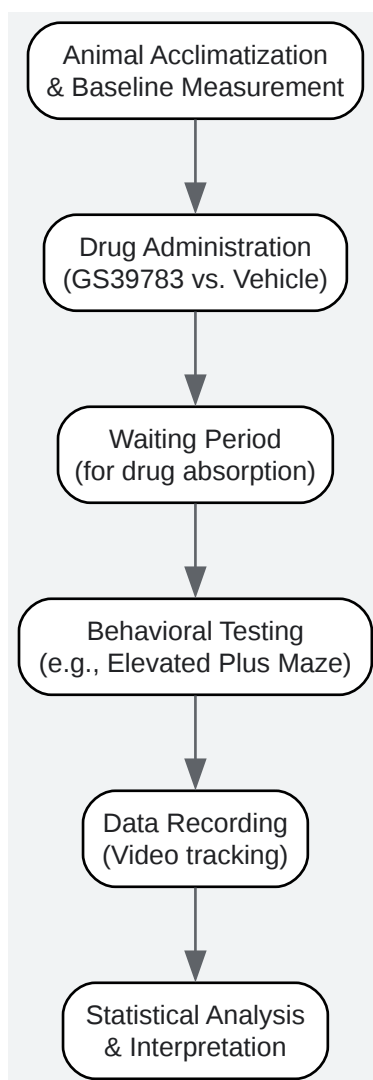 Animal Acclimatization
& Baseline Measurement
Drug Administration
(GS39783 vs. Vehicle)
Waiting Period
(for drug absorption)
Behavioral Testing
(e.g., Elevated Plus Maze)
Data Recording
(Video tracking)
Statistical Analysis
& Interpretation